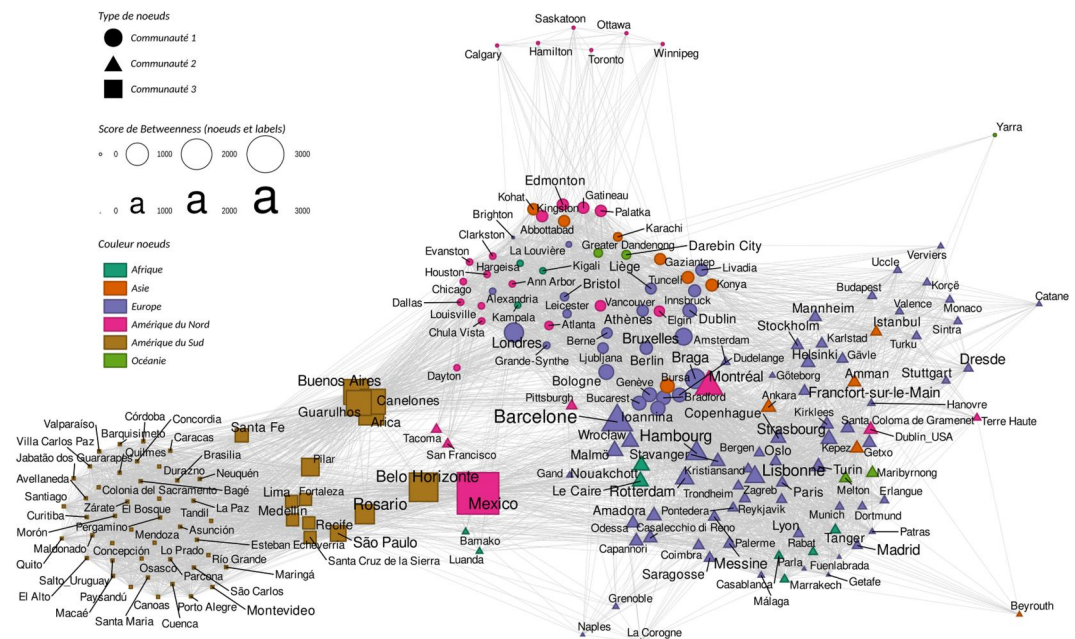 Type de noeuds
Communauté 1
Communauté 2
Communauté 3
Score de Betweenness (noeuds et labels)
0 1000 2000 3000
a a a
0 1000 2000 3000
Couleur noeuds
Afrique
Asie
Europe
Amérique du Nord
Amérique du Sud
Océanie
Saskatoon
Ottawa
Calgary
Hamilton
Toronto
Winnipeg
Yarra
Edmonton
Kohat
Kingston
Gatineau
Palatka
Brighton
Abbottabad
Karachi
Clarkston
La Louvière
Greater Dandenong
Darebin City
Evanston
Hargeisa
Kigali
Liège
Gaziantep
Livadia
Houston
Chicago
Ann Arbor
Bristol
Tunceli
Konya
Dallas
Alexandria
Leicester
Vancouver
Innsbruck
Louisville
Kampala
Athènes
Elgin
Dublin
Chula Vista
Atlanta
Londres
Berne
Bruxelles
Amsterdam
Grande-Synthe
Ljubljana
Berlin
Braga
Dudelange
Dayton
Bologne
Genève
Bursa
Montréal
Pittsburgh
Bucarest
Bradford
Barcelone
Ioannina
Copenhague
Uccle
Verviers
Budapest
Korçë
Catane
Mannheim
Valence
Monaco
Stockholm
Istanbul
Sintra
Karlstad
Turku
Helsinki
Gävle
Dresde
Göteborg
Amman
Stuttgart
Francfort-sur-le-Main
Ankara
Hanovre
Kirklees
Santa Coloma de Gramenet
Terre Haute
Strasbourg
Dublin_USA
Wroclaw
Hambourg
Kepez
Getxo
Malmö
Stavanger
Bergen
Oslo
Gand
Nouakchott
Kristiansand
Lisbonne
Turin
Maribyrnong
Le Caire
Rotterdam
Trondheim
Zagreb
Paris
Melton
Erlangue
Amadora
Pontedera
Reykjavik
Munich
Dortmund
Odessa
Casalecchio di Reno
Lyon
Patras
Capannori
Palerme
Rabat
Tanger
Coimbra
Messine
Parla
Madrid
Saragosse
Fuenlabrada
Casablanca
Marrakech
Getafe
Málaga
Grenoble
Beyrouth
Naples
La Corogne
Buenos Aires
Canelones
Guarulhos
Arica
Santa Fe
Tacoma
San Francisco
Pilar
Belo Horizonte
Lima
Fortaleza
Rosario
Mexico
Medellín
Recife
São Paulo
Bamako
Luanda
Santa Cruz de la Sierra
Córdoba
Concordia
Valparaíso
Barquisimeto
Villa Carlos Paz
Quilmes
Caracas
Jabatão dos Guararapes
Brasilia
Durazno
Avellaneda
Neuquén
Colonia del Sacramento
Bagé
Santiago
Zárate
El Bosque
La Paz
Curitiba
Tandil
Morón
Pergamino
Asunción
Mendoza
Esteban Echeverría
Maldonado
Concepción
Lo Prado
Río Grande
Quito
Osasco
Parcona
Maringá
Salto_Uruguay
São Carlos
El Alto
Paysandú
Macaé
Canoas
Porto Alegre
Montevideo
Santa Maria
Cuenca